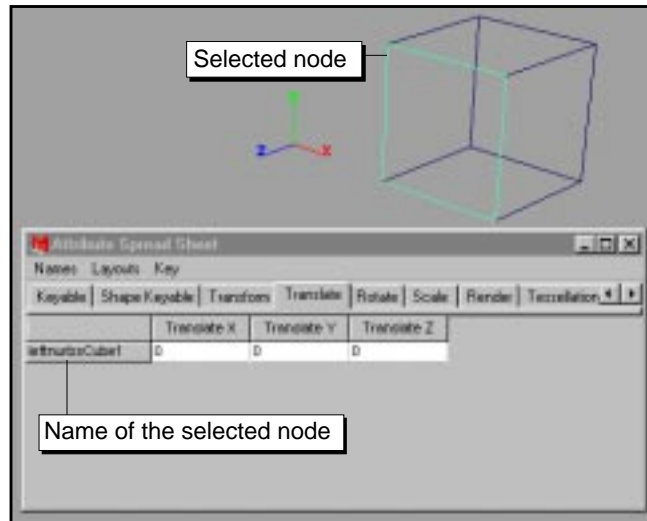 Selected node
Y
Z X
Attribute Spread Sheet
Names Layouts Key
Keyable Shape Keyable Transform Translate Rotate Scale Render Tessellation
Translate X Translate Y Translate Z
leftnurbsCube1 0 0 0
Name of the selected node